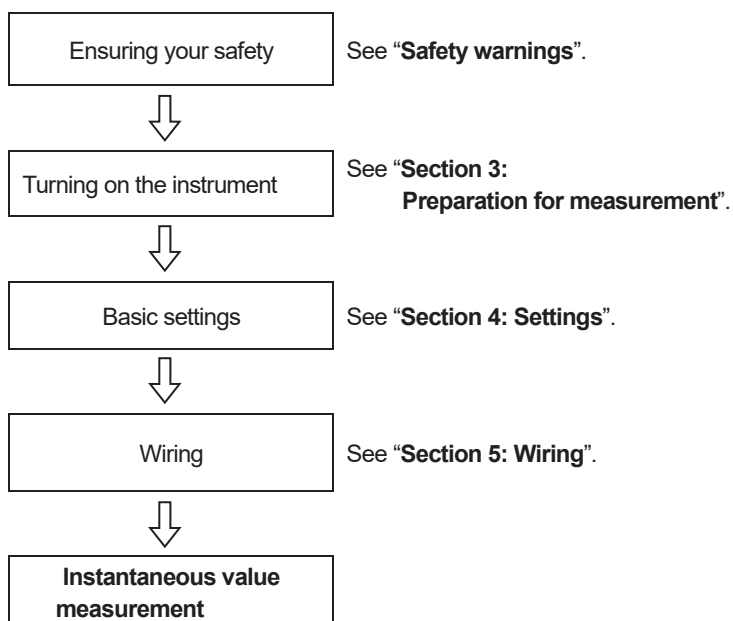 Ensuring your safety See “Safety warnings”.
Turning on the instrument See “Section 3:
Preparation for measurement”.
Basic settings See “Section 4: Settings”.
Wiring See “Section 5: Wiring”.
Instantaneous value
measurement